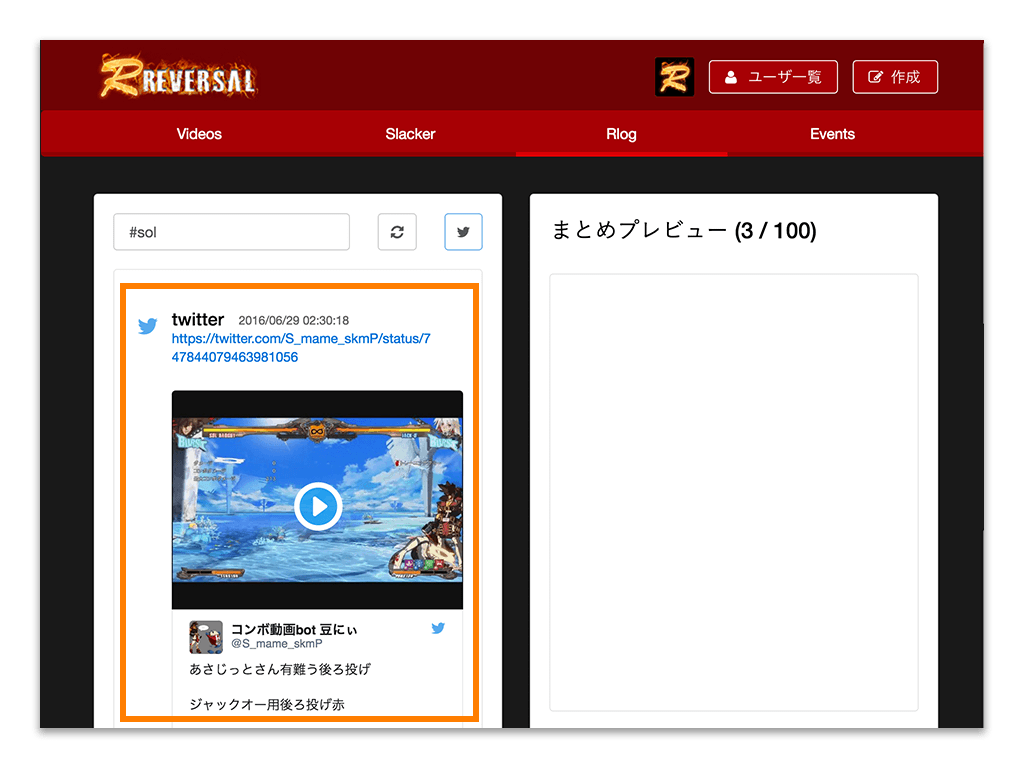 REVERSAL
ユーザ一覧
作成
Videos
Slacker
Rlog
Events
#sol
まとめプレビュー (3 / 100)
twitter 2016/06/29 02:30:18
https://twitter.com/S_mame_skmP/status/7
47844079463981056
コンボ動画bot 豆にぃ
@S_mame_skmP
あさじっとさん有難う後ろ投げ
ジャックオー用後ろ投げ赤